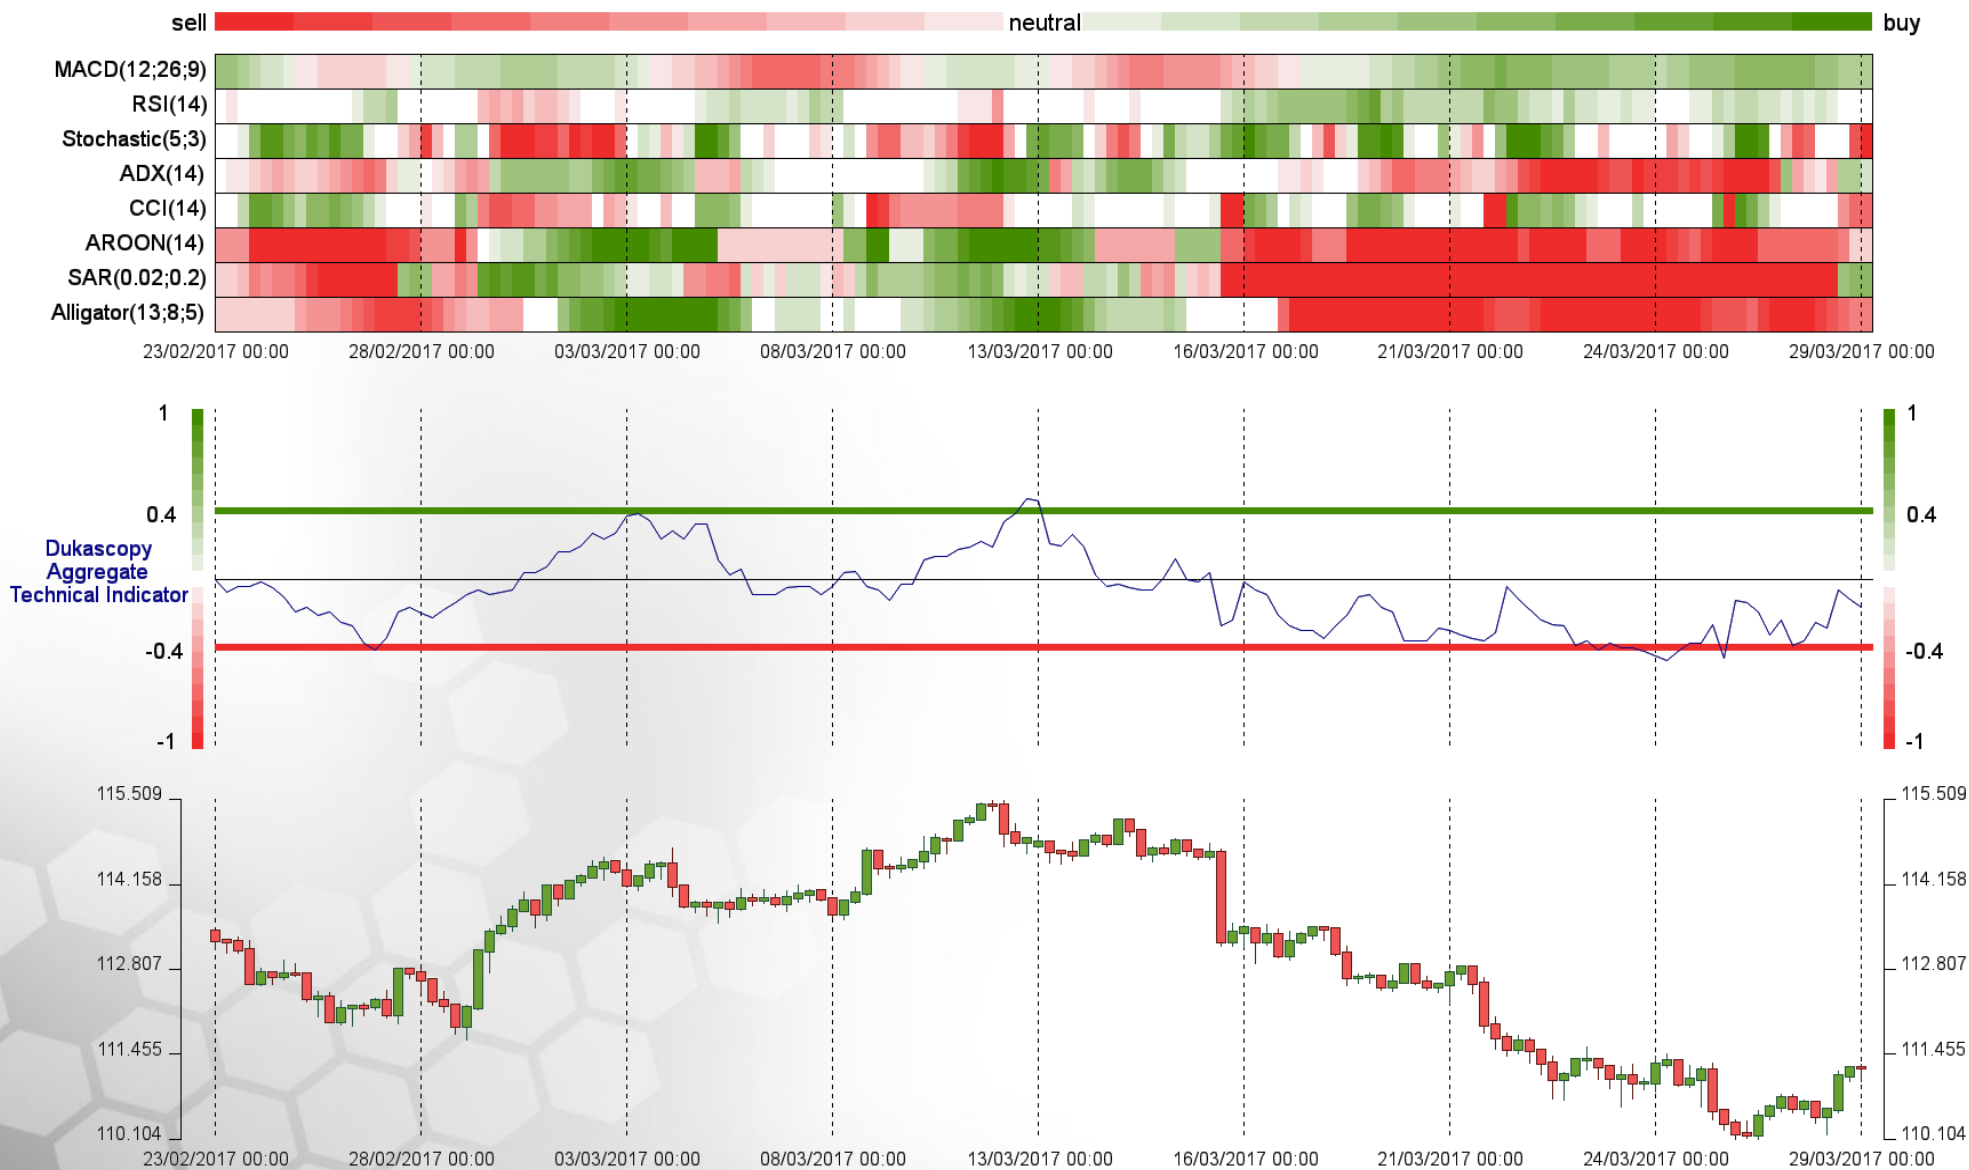 sell neutral buy
MACD(12;26;9)
RSI(14)
Stochastic(5;3)
ADX(14)
CCI(14)
AROON(14)
SAR(0.02;0.2)
Alligator(13;8;5)
23/02/2017 00:00 28/02/2017 00:00 03/03/2017 00:00 08/03/2017 00:00 13/03/2017 00:00 16/03/2017 00:00 21/03/2017 00:00 24/03/2017 00:00 29/03/2017 00:00
1 1
0.4 0.4
Dukascopy
Aggregate
Technical Indicator
-0.4 -0.4
-1 -1
115.509 115.509
114.158 114.158
112.807 112.807
111.455 111.455
110.104 110.104
23/02/2017 00:00 28/02/2017 00:00 03/03/2017 00:00 08/03/2017 00:00 13/03/2017 00:00 16/03/2017 00:00 21/03/2017 00:00 24/03/2017 00:00 29/03/2017 00:00